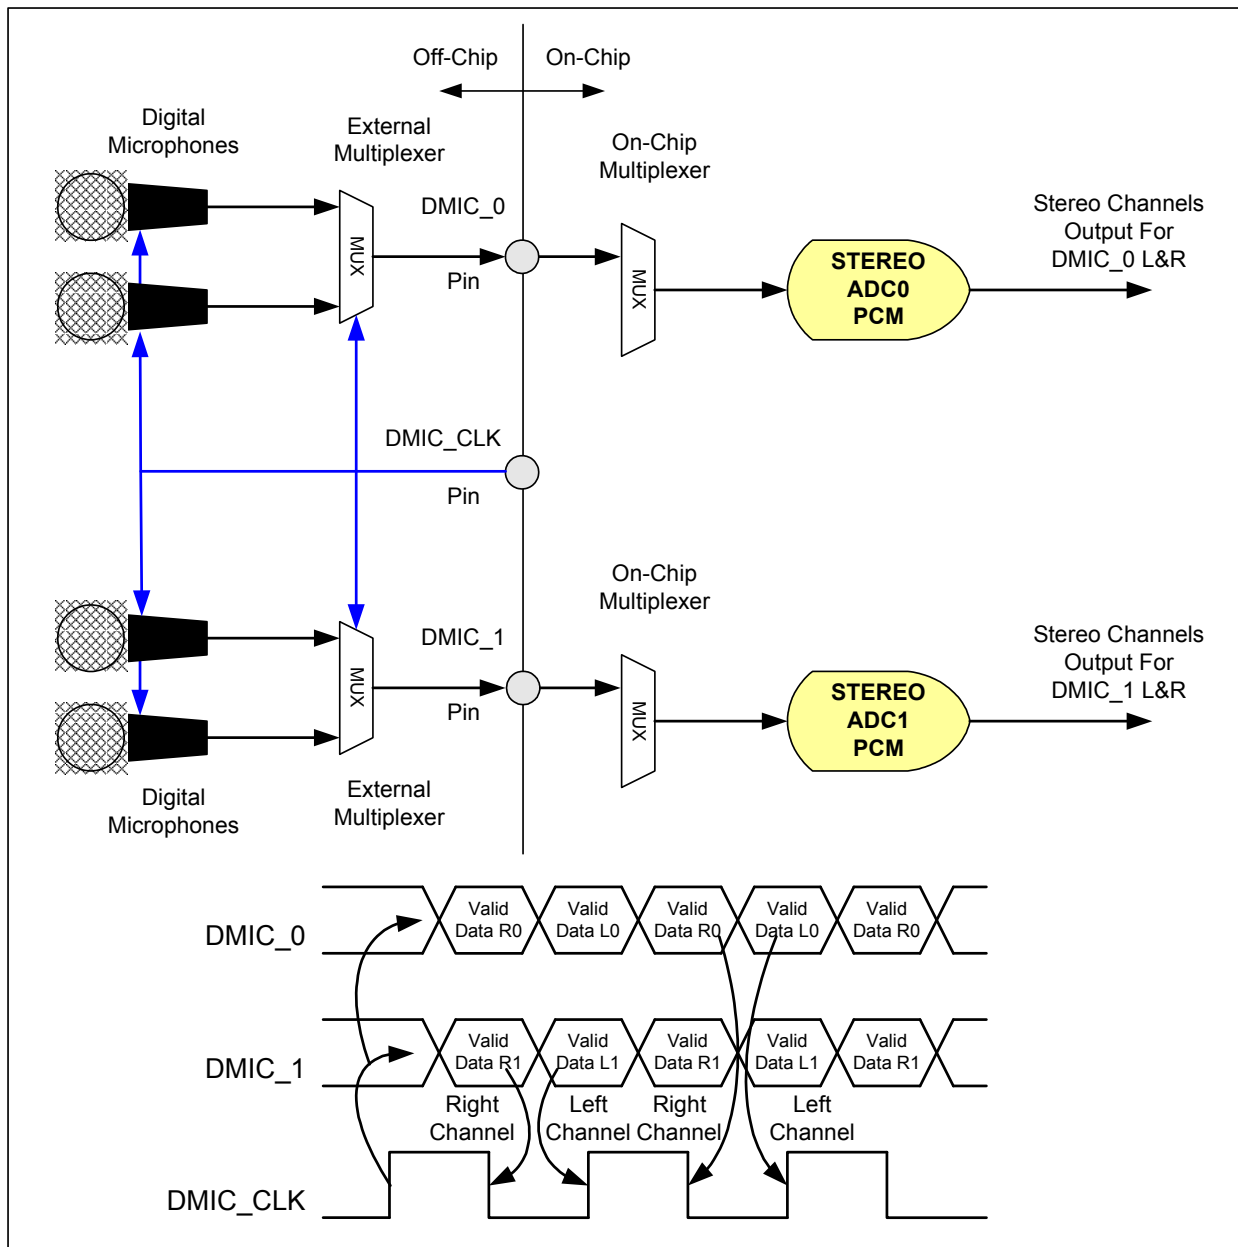 Off-Chip
On-Chip
Digital
Microphones
External
Multiplexer
On-Chip
Multiplexer
DMIC_0
MUX
Pin
MUX
STEREO
ADC0
PCM
Stereo Channels
Output For
DMIC_0 L&R
DMIC_CLK
Pin
On-Chip
Multiplexer
DMIC_1
MUX
Pin
MUX
STEREO
ADC1
PCM
Stereo Channels
Output For
DMIC_1 L&R
Digital
Microphones
External
Multiplexer
DMIC_0
Valid
Data R0
Valid
Data L0
Valid
Data R0
Valid
Data L0
Valid
Data R0
DMIC_1
Valid
Data R1
Valid
Data L1
Valid
Data R1
Valid
Data L1
Valid
Data R1
Right
Channel
Left
Channel
Right
Channel
Left
Channel
DMIC_CLK